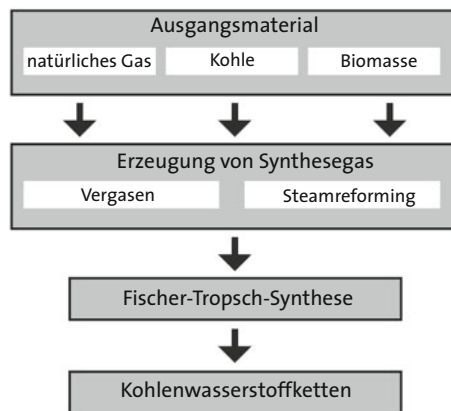 Ausgangsmaterial
natürliches Gas Kohle Biomasse
Erzeugung von Synthesegas
Vergasen Steamreforming
Fischer-Tropsch-Synthese
Kohlenwasserstoffketten